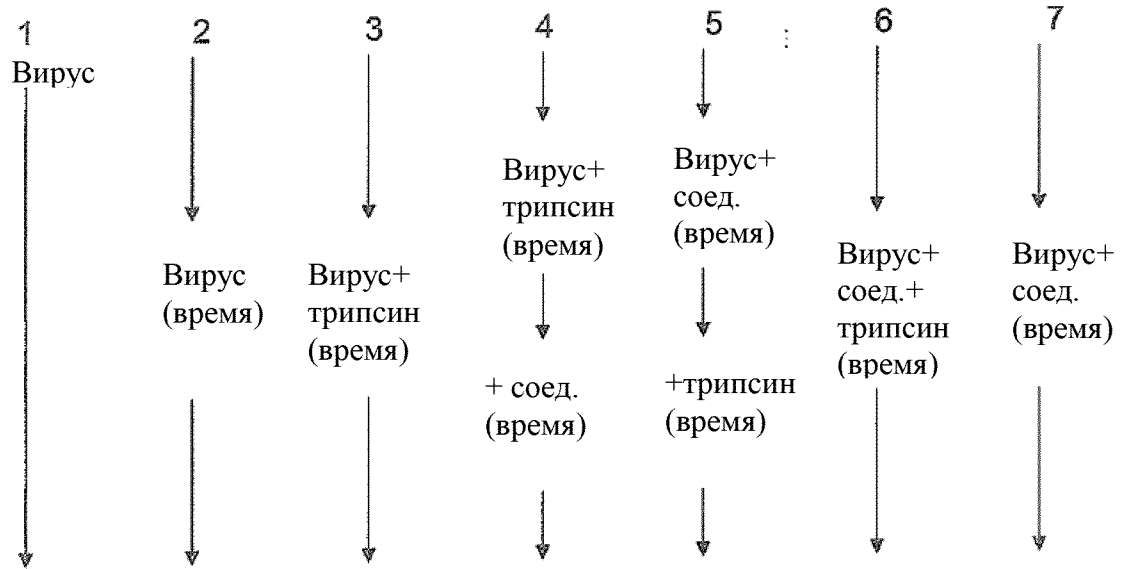 1
Вирус
2
Вирус
(время)
3
Вирус+
трипсин
(время)
4
Вирус+
трипсин
(время)
+ соед.
(время)
5
Вирус+
соед.
(время)
+трипсин
(время)
6
Вирус+
соед.+
трипсин
(время)
7
Вирус+
соед.
(время)